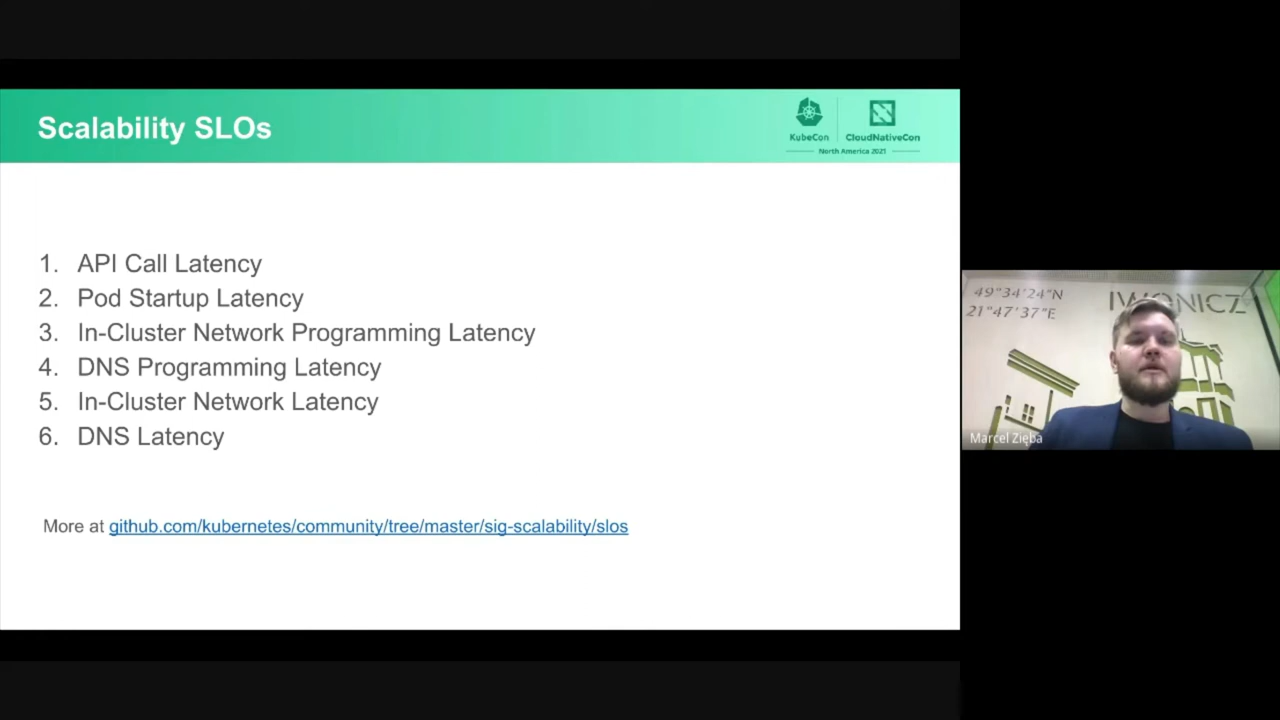 Scalability SLOs
KubeCon
CloudNativeCon
North America 2021
1. API Call Latency
2. Pod Startup Latency
3. In-Cluster Network Programming Latency
4. DNS Programming Latency
5. In-Cluster Network Latency
6. DNS Latency
More at github.com/kubernetes/community/tree/master/sig-scalability/slos
49°34'24"N
21°47'37"E
IWONICZ
Marcel Zięba